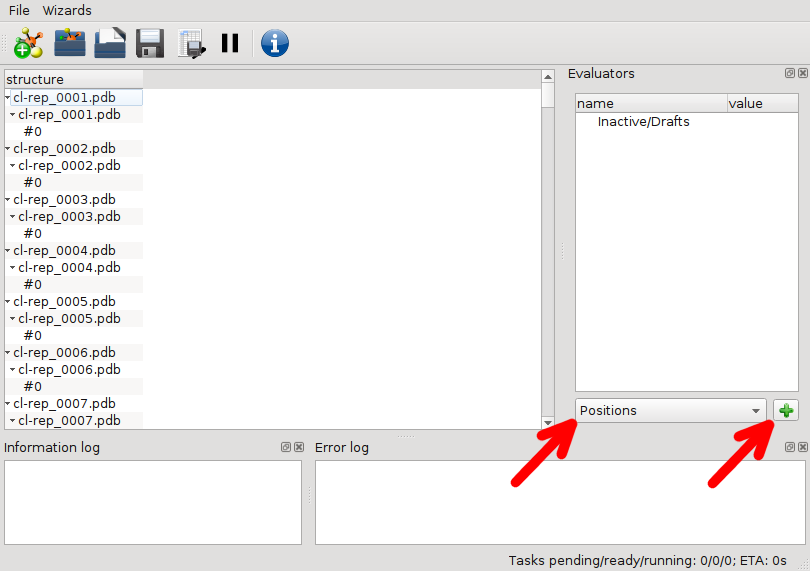 File Wizards
structure
cl-rep_0001.pdb
cl-rep_0001.pdb
#0
cl-rep_0002.pdb
cl-rep_0002.pdb
#0
cl-rep_0003.pdb
cl-rep_0003.pdb
#0
cl-rep_0004.pdb
cl-rep_0004.pdb
#0
cl-rep_0005.pdb
cl-rep_0005.pdb
#0
cl-rep_0006.pdb
cl-rep_0006.pdb
#0
cl-rep_0007.pdb
cl-rep_0007.pdb
Evaluators
name value
Inactive/Drafts
Positions
Information log
Error log
Tasks pending/ready/running: 0/0/0; ETA: 0s